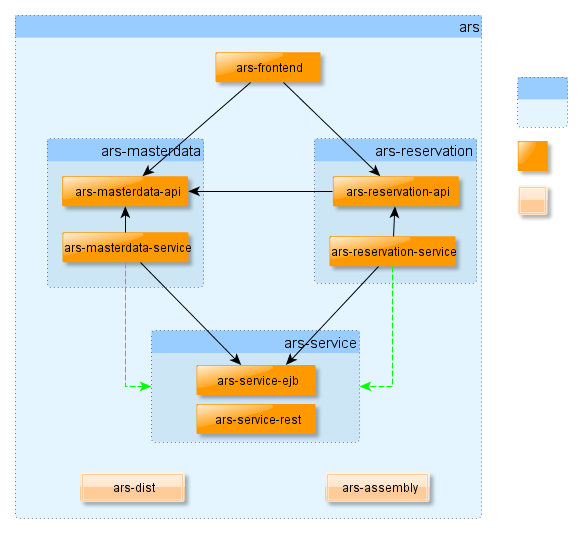 ars
ars-frontend
ars-masterdata
ars-reservation
ars-masterdata-api
ars-reservation-api
ars-masterdata-service
ars-reservation-service
ars-service
ars-service-ejb
ars-service-rest
ars-dist
ars-assembly